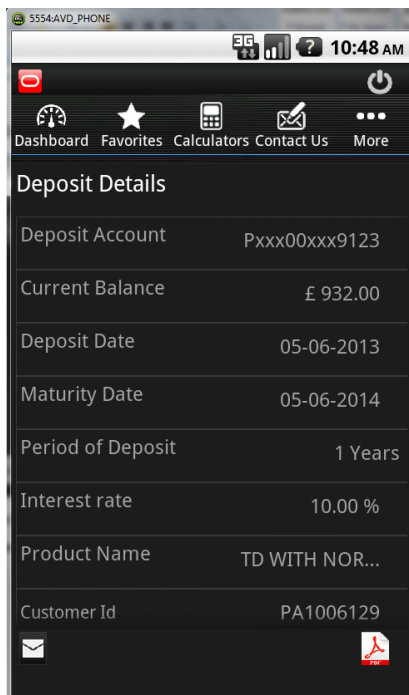 5554:AVD_PHONE
3G 10:48 AM
Dashboard Favorites Calculators Contact Us More
Deposit Details
Deposit Account Pxxx00xxx9123
Current Balance £ 932.00
Deposit Date 05-06-2013
Maturity Date 05-06-2014
Period of Deposit 1 Years
Interest rate 10.00 %
Product Name TD WITH NOR...
Customer Id PA1006129
PDF